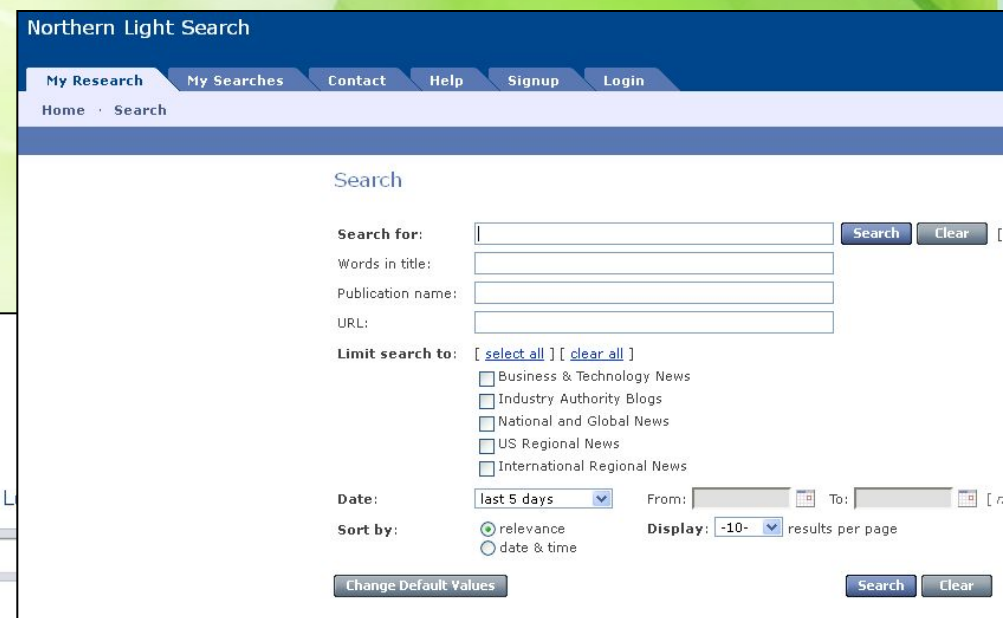 Northern Light Search
My Research My Searches Contact Help Signup Login
Home · Search
Search
Search for: Search Clear [
Words in title:
Publication name:
URL:
Limit search to: [ select all ] [ clear all ]
Business & Technology News
Industry Authority Blogs
National and Global News
US Regional News
International Regional News
Date: last 5 days From: To: [
Sort by: relevance Display: -10- results per page
date & time
Change Default Values Search Clear